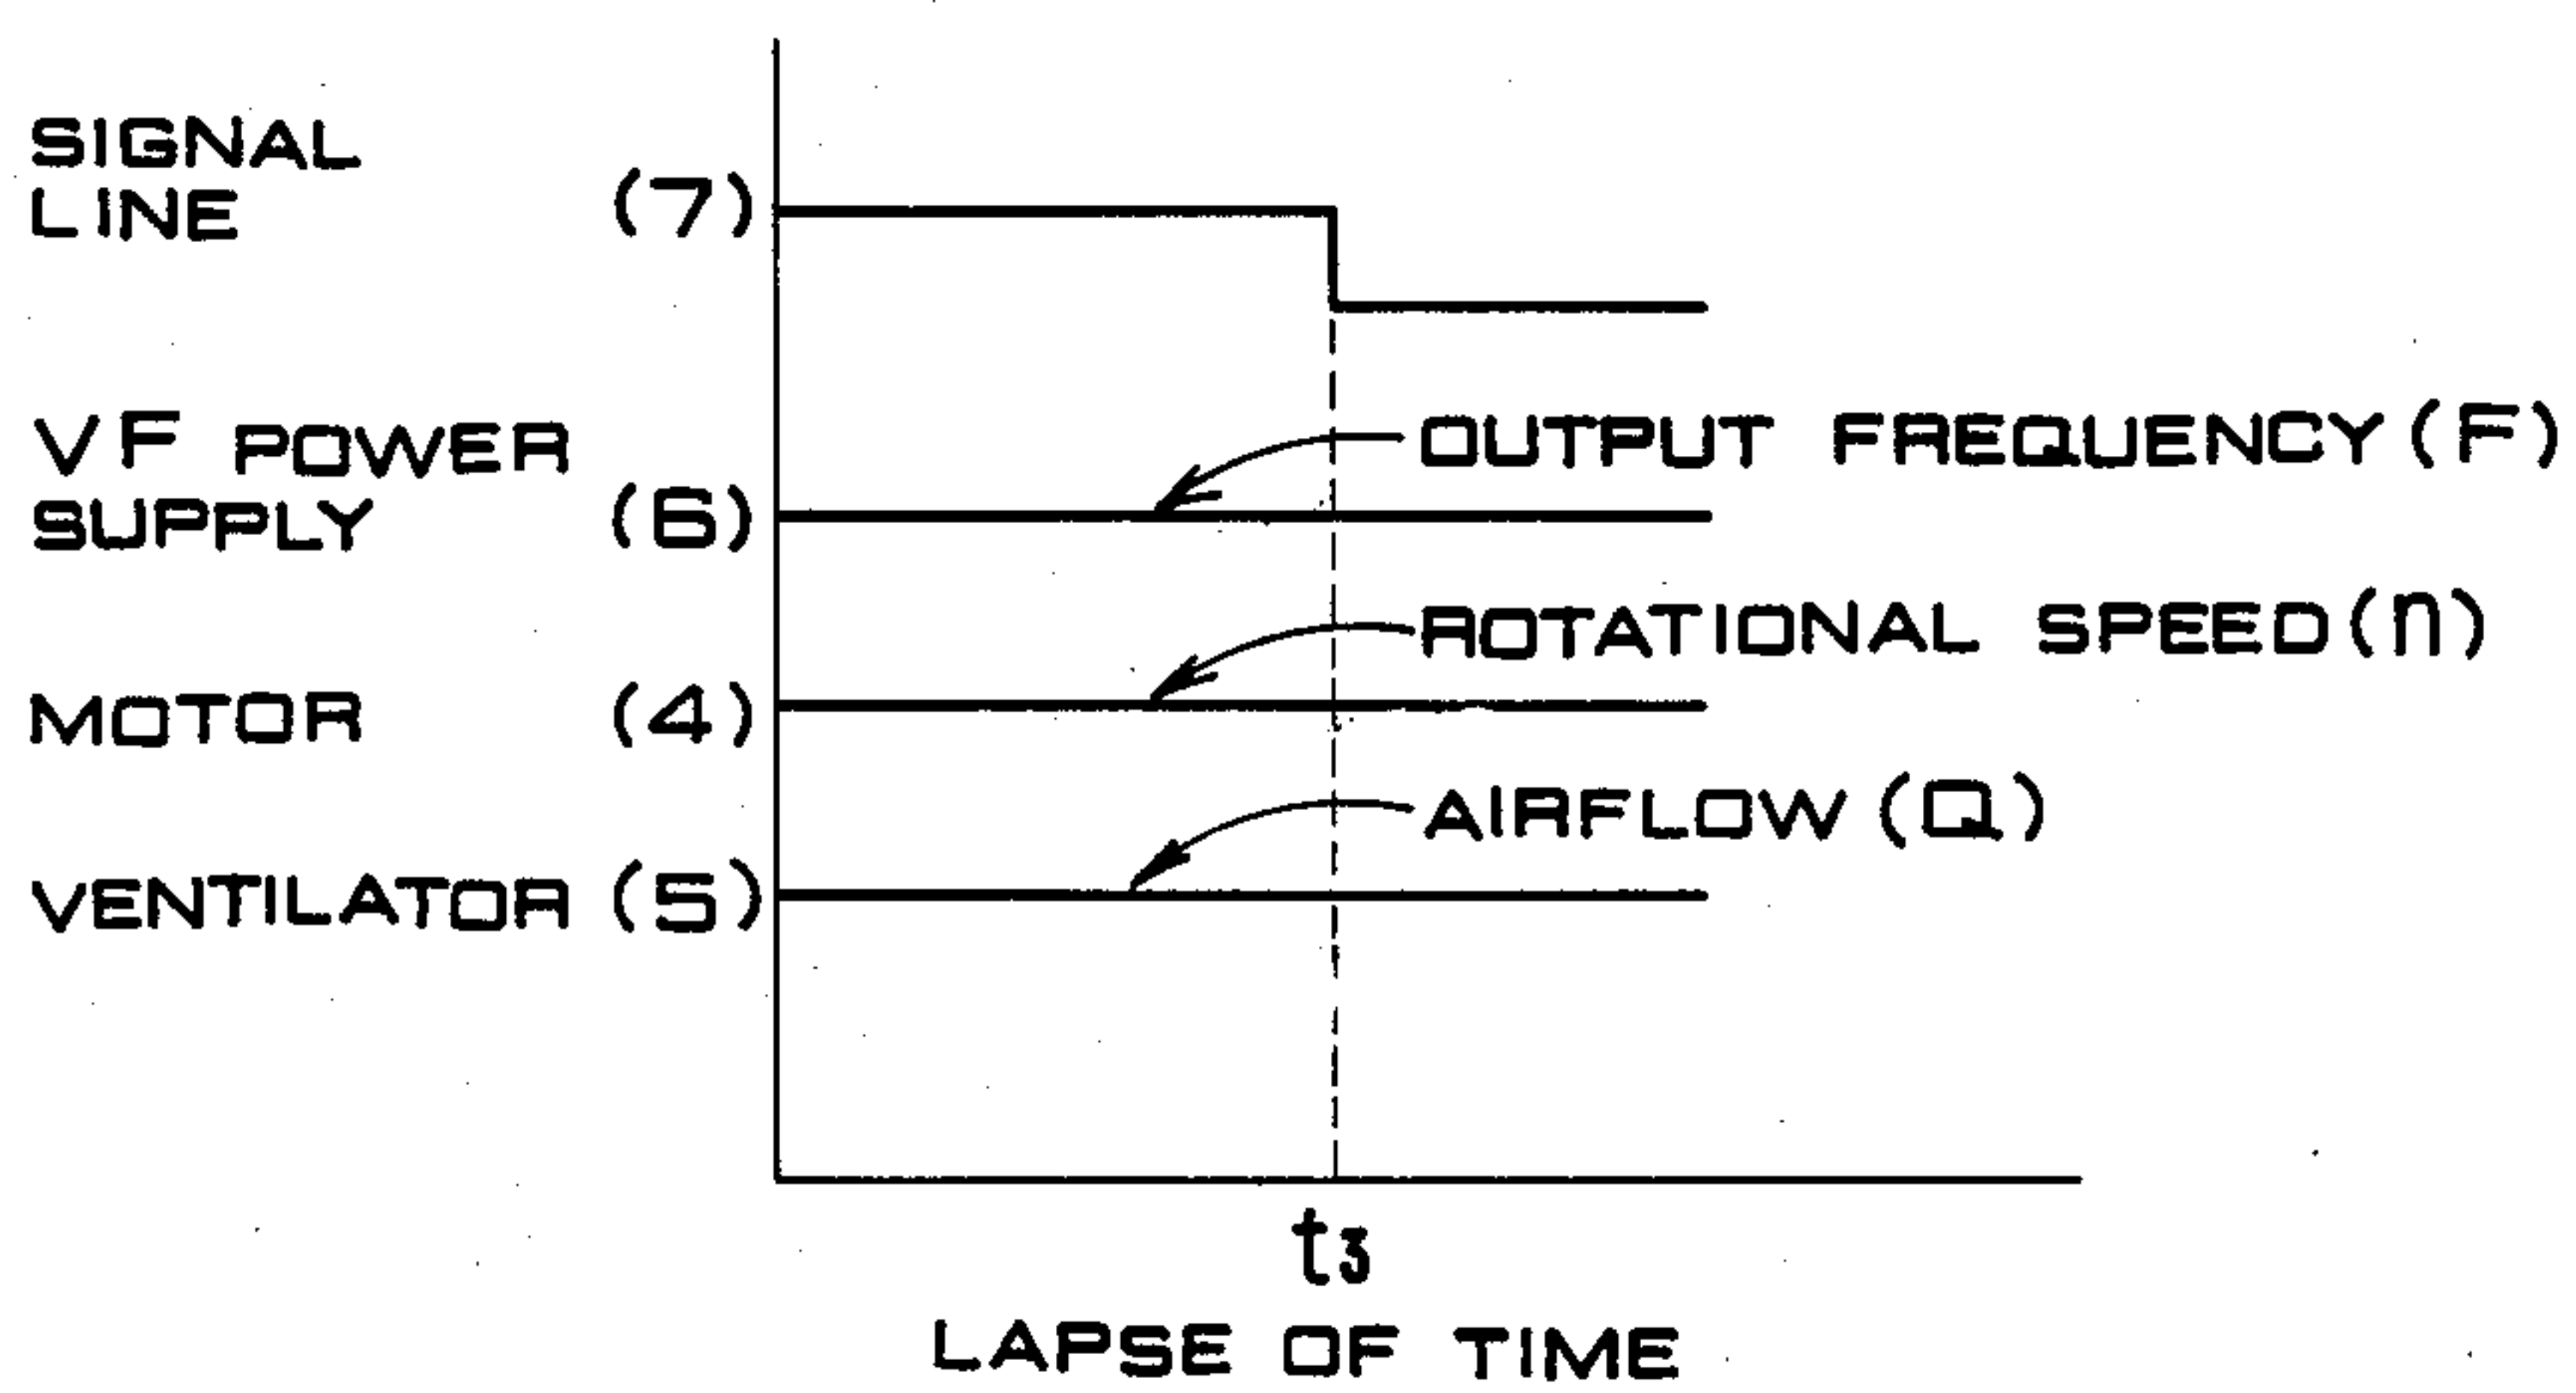 SIGNAL
LINE (7)
VF POWER
SUPPLY (6)
OUTPUT FREQUENCY (F)
ROTATIONAL SPEED (n)
MOTOR (4)
AIRFLOW (Q)
VENTILATOR (5)
t3
LAPSE OF TIME